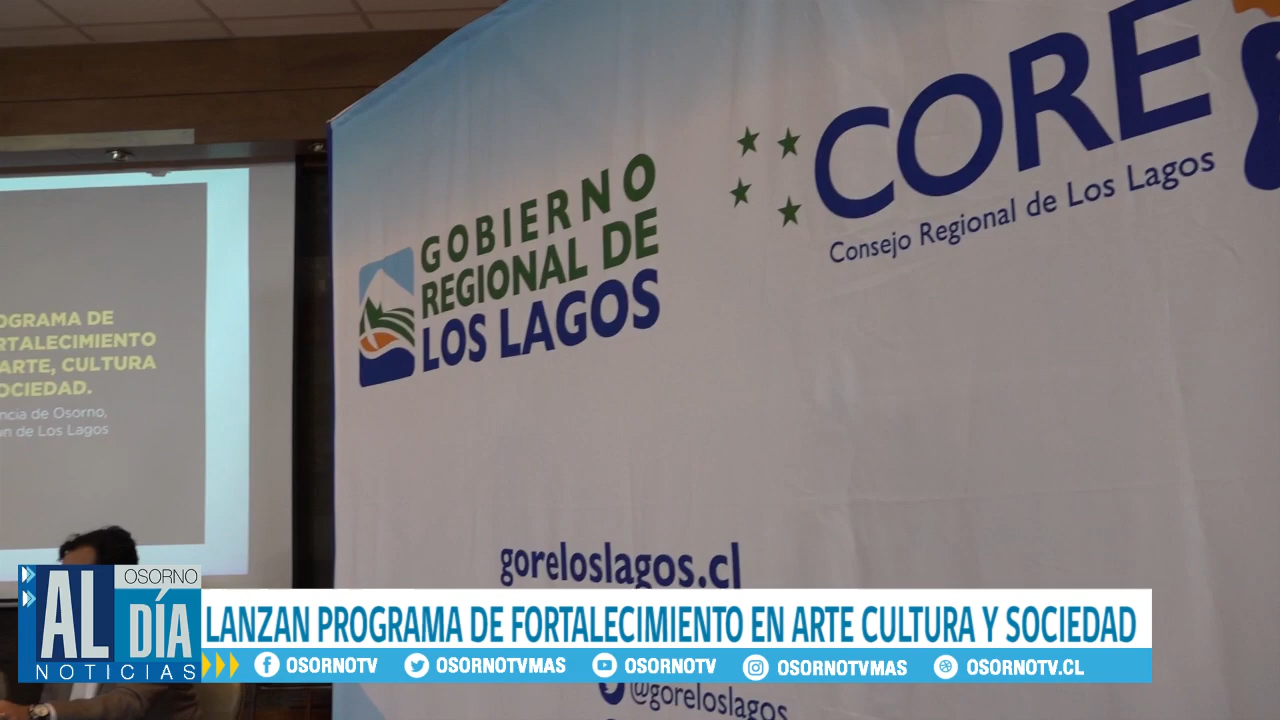 GOBIERNO
REGIONAL DE
LOS LAGOS
CORE
Consejo Regional de Los Lagos
OGRAMA DE
RTALECIMIENTO
ARTE, CULTURA
OCIEDAD.
ncia de Osorno,
ón de Los Lagos
goreloslagos.cl
@goreloslagos
OSORNO
AL DÍA
NOTICIAS
LANZAN PROGRAMA DE FORTALECIMIENTO EN ARTE CULTURA Y SOCIEDAD
OSORNOTV OSORNOTVMAS OSORNOTV OSORNOTVMAS OSORNOTV.CL